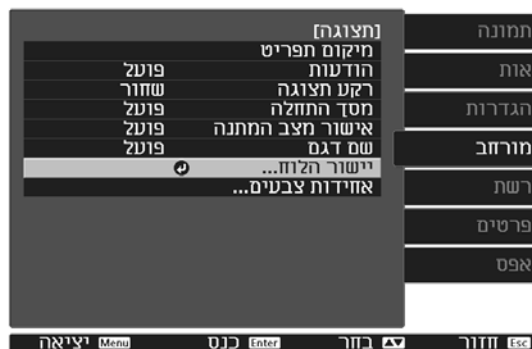 תמונה
אות
הגדרות
מורחב
רשת
פרטים
אפס
[תצוגה]
מיקום תפריט
הודעות פועל
רקע תצוגה שחור
מסך התחלה פועל
אישור מצב המתנה פועל
שם דגם פועל
יישור הלוח...
אחידות צבעים...
Esc חזור בחר Enter כנס Menu יציאה